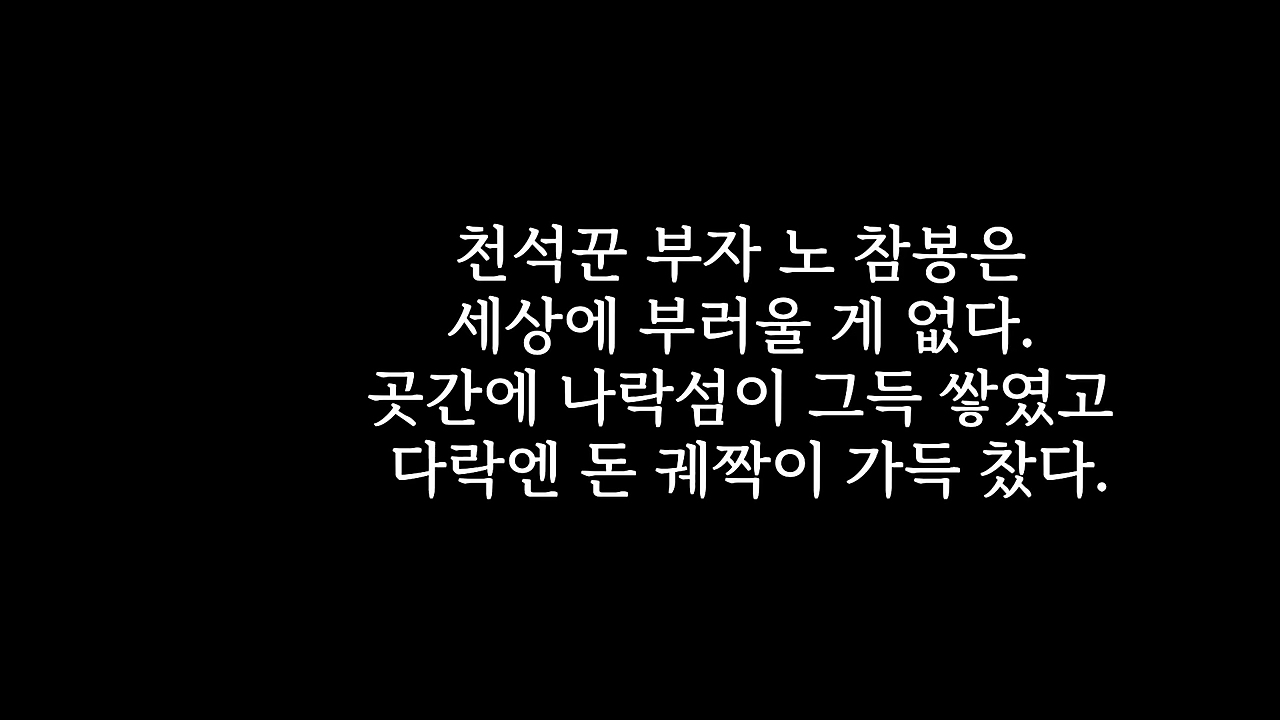 천석꾼 부자 노 참봉은
세상에 부러울 게 없다.
곳간에 나락섬이 그득 쌓였고
다락엔 돈 궤짝이 가득 찼다.